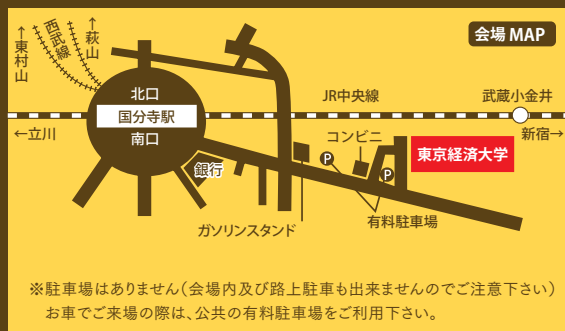 会場 MAP
↑東村山
西武線
↑萩山
北口
国分寺駅
南口
JR中央線
武蔵小金井
←立川
新宿→
コンビニ
東京経済大学
P
P
銀行
ガソリンスタンド
有料駐車場
※駐車場はありません(会場内及び路上駐車も出来ませんのでご注意下さい)
お車でご来場の際は、公共の有料駐車場をご利用下さい。